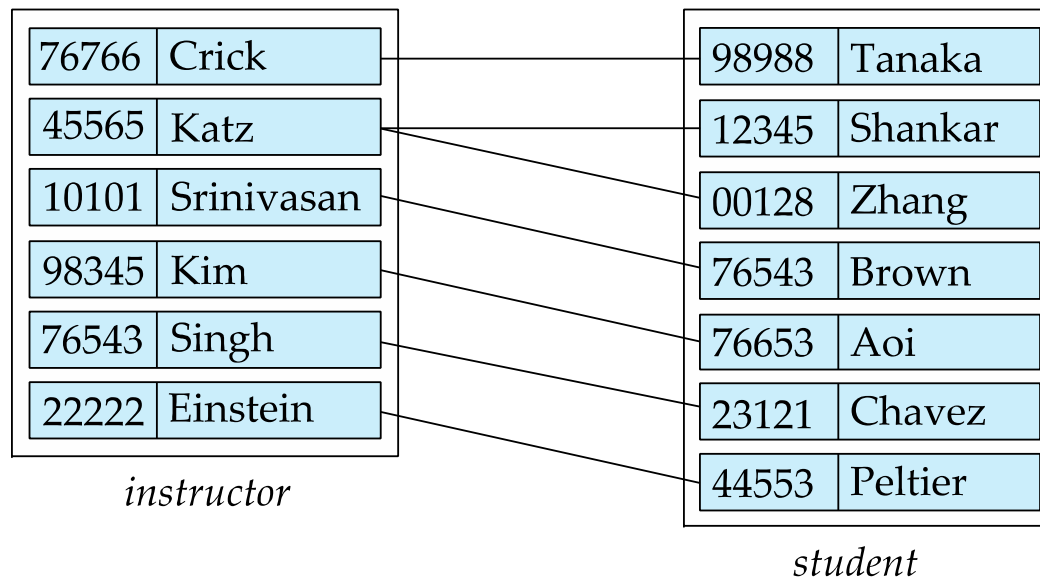 76766 Crick
45565 Katz
10101 Srinivasan
98345 Kim
76543 Singh
22222 Einstein
instructor
98988 Tanaka
12345 Shankar
00128 Zhang
76543 Brown
76653 Aoi
23121 Chavez
44553 Peltier
student